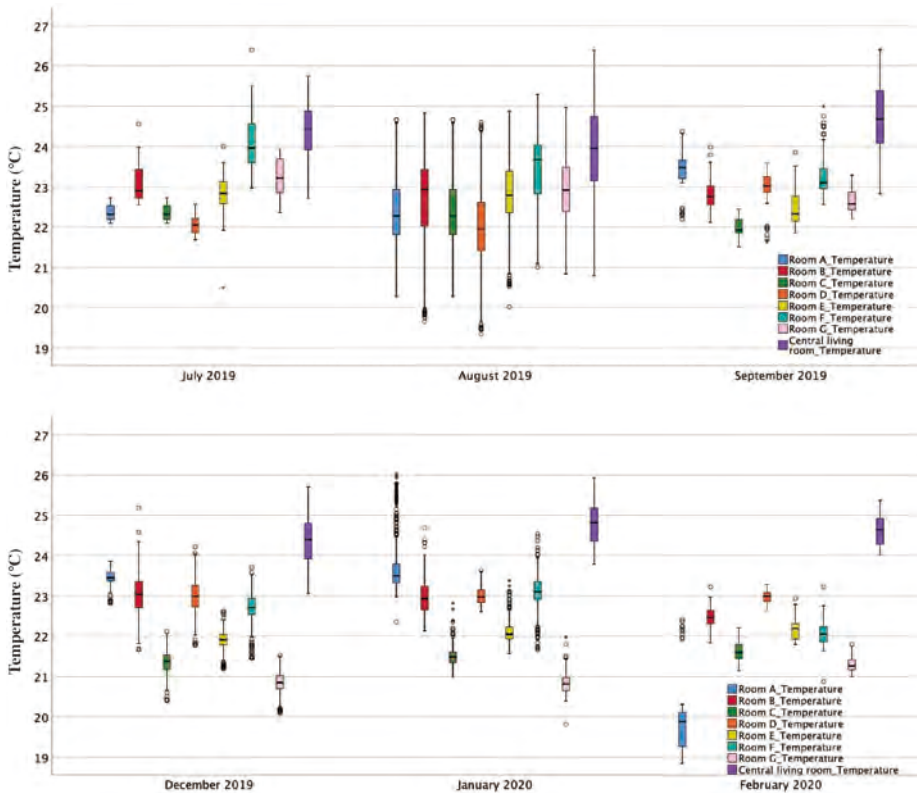 27
26
25
24
23
22
21
20
19
Temperature (°C)
Room A_Temperature
Room B_Temperature
Room C_Temperature
Room D_Temperature
Room E_Temperature
Room F_Temperature
Room G_Temperature
Central living
room_Temperature
July 2019
August 2019
September 2019
27
26
25
24
23
22
21
20
19
Temperature (°C)
Room A_Temperature
Room B_Temperature
Room C_Temperature
Room D_Temperature
Room E_Temperature
Room F_Temperature
Room G_Temperature
Central living room_Temperature
December 2019
January 2020
February 2020